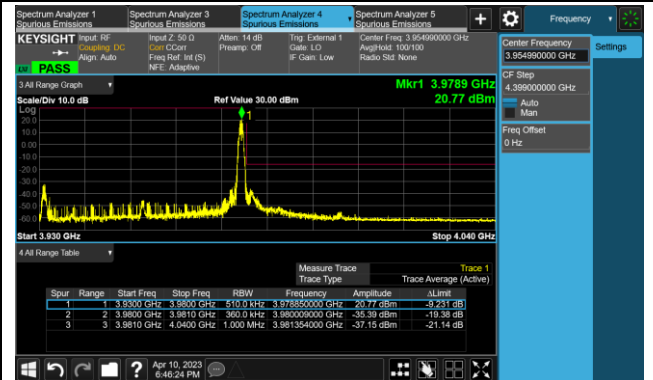 Spectrum Analyzer 1
Spurious Emissions
Spectrum Analyzer 3
Spurious Emissions
Spectrum Analyzer 4
Spurious Emissions
Spectrum Analyzer 5
Spurious Emissions
+
Frequency
KEYSIGHT
PASS
Input: RF
Coupling: DC
Align: Auto
Input Z: 50 Ω
Corr CCorr
Freq Ref: Int (S)
NFE: Adaptive
Atten: 14 dB
Preamp: Off
Trig: External 1
Gate: LO
IF Gain: Low
Center Freq: 3.954990000 GHz
Avg|Hold: 100/100
Radio Std: None
3 All Range Graph
Scale/Div 10.0 dB
Ref Value 30.00 dBm
Mkr1 3.9789 GHz
20.77 dBm
Log
20.0
10.0
0.00
-10.0
-20.0
-30.0
-40.0
-50.0
-60.0
1
Start 3.930 GHz
Stop 4.040 GHz
4 All Range Table
Measure Trace Trace 1
Trace Type Trace Average (Active)
Spur Range Start Freq Stop Freq RBW Frequency Amplitude ΔLimit
1 1 3.9300 GHz 3.9800 GHz 510.0 kHz 3.978850000 GHz 20.77 dBm -9.231 dB
2 2 3.9800 GHz 3.9810 GHz 360.0 kHz 3.980009000 GHz -35.39 dBm -19.38 dB
3 3 3.9810 GHz 4.0400 GHz 1.000 MHz 3.981354000 GHz -37.15 dBm -21.14 dB
Center Frequency
3.954990000 GHz
CF Step
4.399000000 GHz
Auto
Man
Freq Offset
0 Hz
Settings
?
Apr 10, 2023
6:46:24 PM